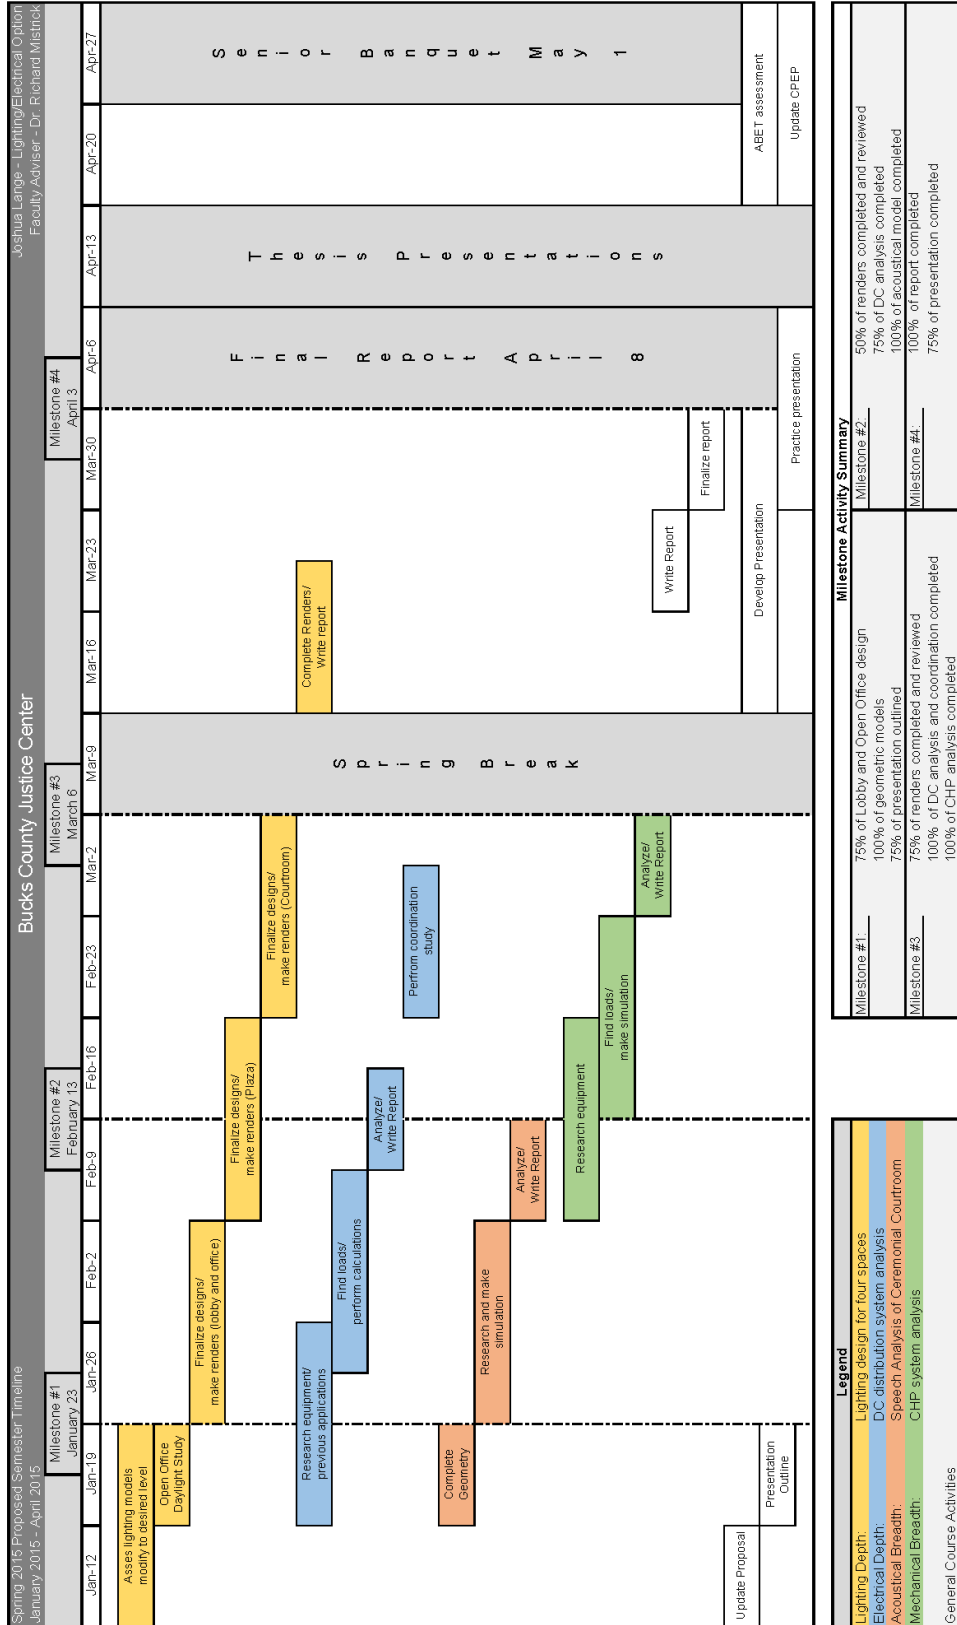 Spring 2015 Proposed Semester Timeline
January 2015 - April 2015
Bucks County Justice Center
Joshua Lange - Lighting/Electrical Option
Faculty Adviser - Dr. Richard Mistrick
Milestone #1
January 23
Milestone #2
February 13
Milestone #3
March 6
Milestone #4
April 3
Jan-12
Jan-19
Jan-26
Feb-2
Feb-9
Feb-16
Feb-23
Mar-2
Mar-9
Mar-16
Mar-23
Mar-30
Apr-6
Apr-13
Apr-20
Apr-27
Asses lighting models
modify to desired level
Open Office
Daylight Study
Finalize designs/
make renders (lobby and office)
Finalize designs/
make renders (Plaza)
Finalize designs/
make renders (Courtroom)
Complete Renders/
Write report
Research equipment/
previous applications
Find loads/
perform calculations
Analyze/
Write Report
Perfrom coordination
study
Complete
Geometry
Research and make
simulation
Analyze/
Write Report
Research equipment
Find loads/
make simulation
Analyze/
Write Report
Write Report
Finalize report
Update Proposal
Presentation
Outline
Develop Presentation
Practice presentation
ABET assessment
Update CPEP
Spring Break
Final Report April 8
Thesis Presentations
Senior Banquet May 1
Legend
Lighting Depth: Lighting design for four spaces
Electrical Depth: DC distribution system analysis
Acoustical Breadth: Speech Analysis of Ceremonial Courtroom
Mechanical Breadth: CHP system analysis
General Course Activities
Milestone Activity Summary
Milestone #1:
75% of Lobby and Open Office design
100% of geometric models
75% of presentation outlined
Milestone #2:
50% of renders completed and reviewed
75% of DC analysis completed
100% of acoustical model completed
Milestone #3
75% of renders completed and reviewed
100% of DC analysis and coordination completed
100% of CHP analysis completed
Milestone #4:
100% of report completed
75% of presentation completed